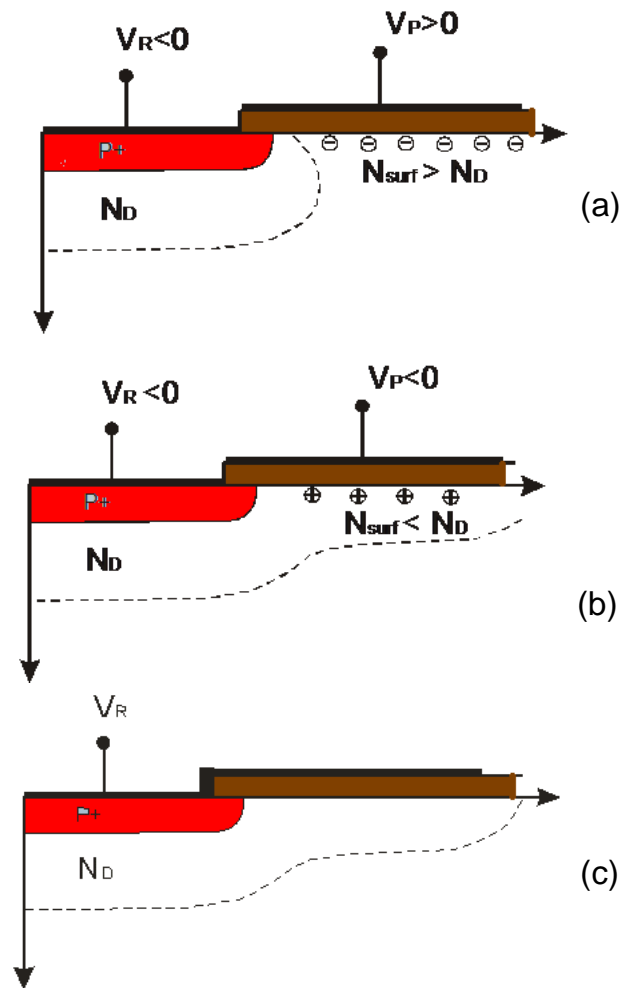 VR<0
VP>0
P+
Nsurf > ND
ND
(a)
VR<0
VP<0
P+
Nsurf < ND
ND
(b)
VR
P+
ND
(c)